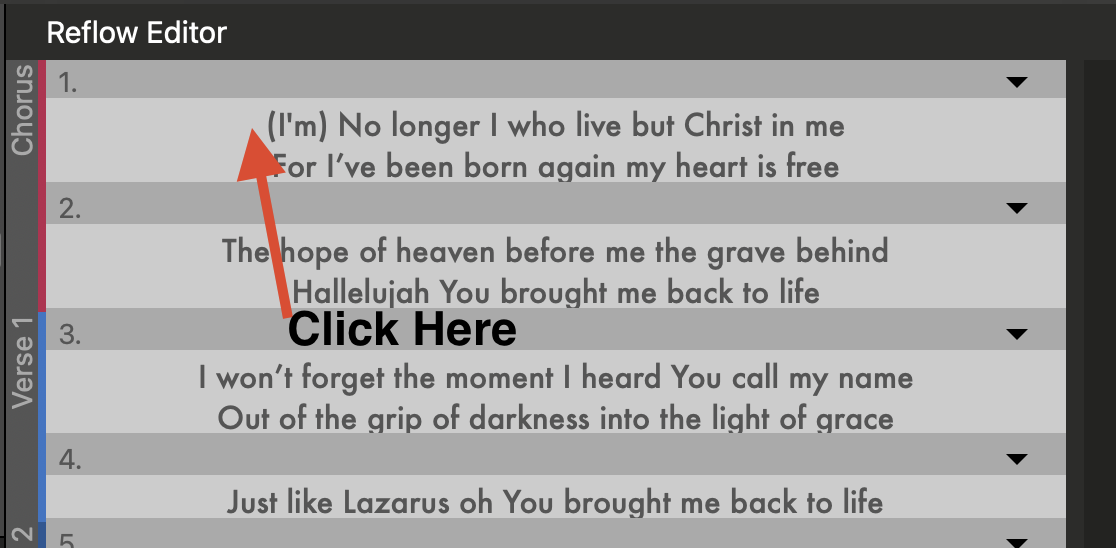 Reflow Editor
Chorus
1.
(I'm) No longer I who live but Christ in me
For I’ve been born again my heart is free
2.
The hope of heaven before me the grave behind
Hallelujah You brought me back to life
Click Here
Verse 1
3.
I won’t forget the moment I heard You call my name
Out of the grip of darkness into the light of grace
4.
Just like Lazarus oh You brought me back to life
2
5.